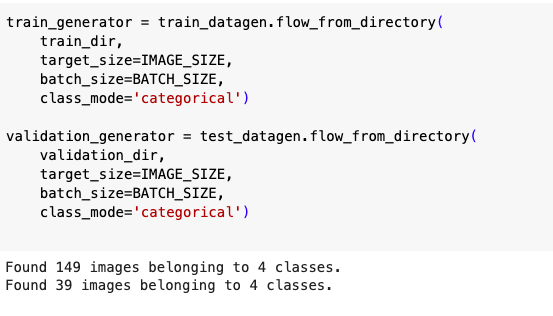 train_generator = train_datagen.flow_from_directory(
    train_dir,
    target_size=IMAGE_SIZE,
    batch_size=BATCH_SIZE,
    class_mode='categorical')

validation_generator = test_datagen.flow_from_directory(
    validation_dir,
    target_size=IMAGE_SIZE,
    batch_size=BATCH_SIZE,
    class_mode='categorical')

Found 149 images belonging to 4 classes.
Found 39 images belonging to 4 classes.